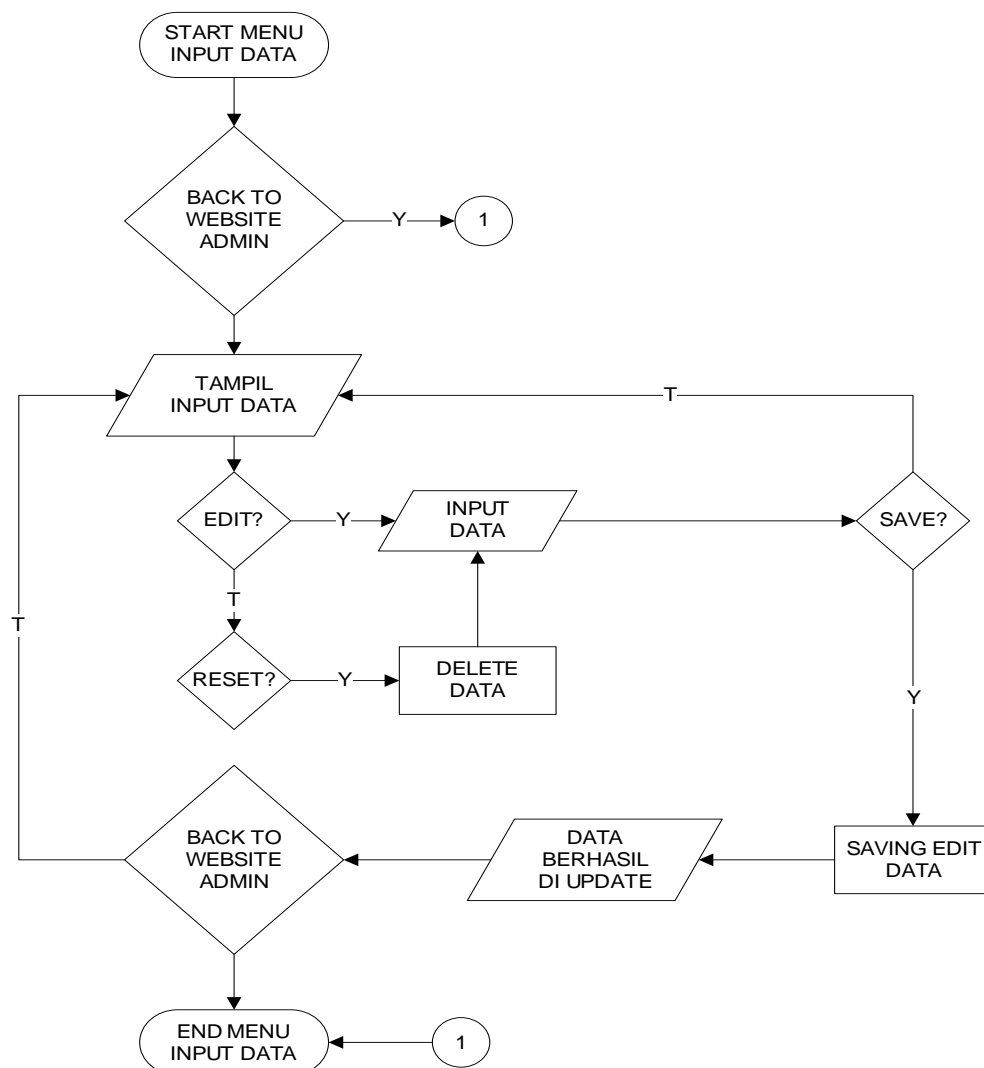 START MENU
INPUT DATA
BACK TO
WEBSITE
ADMIN
Y
1
TAMPIL
INPUT DATA
T
EDIT?
Y
INPUT
DATA
SAVE?
T
T
RESET?
Y
DELETE
DATA
Y
BACK TO
WEBSITE
ADMIN
DATA
BERHASIL
DI UPDATE
SAVING EDIT
DATA
END MENU
INPUT DATA
1